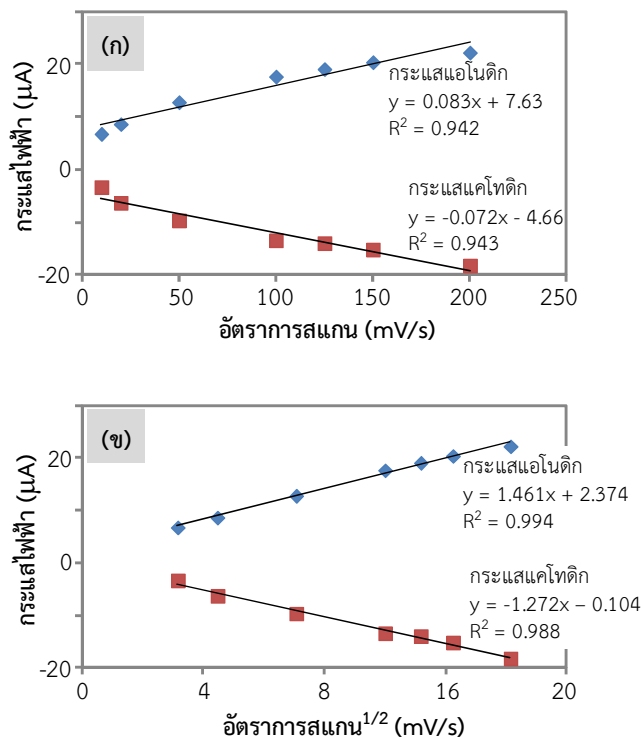 (ก)
กระแสไฟฟ้า (µA)
20
0
-20
กระแสแอโนดิก
y = 0.083x + 7.63
R² = 0.942
กระแสแคโทดิก
y = -0.072x - 4.66
R² = 0.943
0 50 100 150 200 250
อัตราการสแกน (mV/s)
(ข)
กระแสไฟฟ้า (µA)
20
0
-20
กระแสแอโนดิก
y = 1.461x + 2.374
R² = 0.994
กระแสแคโทดิก
y = -1.272x – 0.104
R² = 0.988
0 4 8 16 20
อัตราการสแกน¹/² (mV/s)